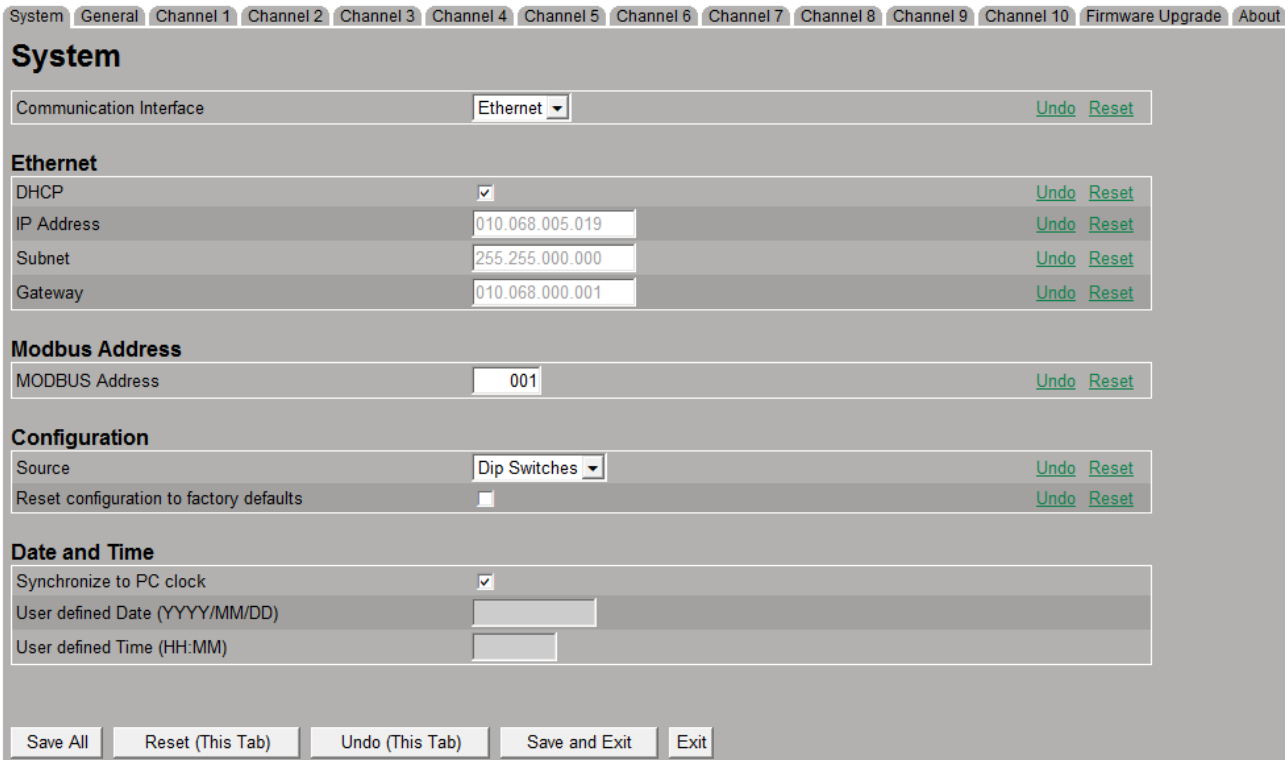 System General Channel 1 Channel 2 Channel 3 Channel 4 Channel 5 Channel 6 Channel 7 Channel 8 Channel 9 Channel 10 Firmware Upgrade About
System
Communication Interface Ethernet Undo Reset
Ethernet
DHCP Undo Reset
IP Address 010.068.005.019 Undo Reset
Subnet 255.255.000.000 Undo Reset
Gateway 010.068.000.001 Undo Reset
Modbus Address
MODBUS Address 001 Undo Reset
Configuration
Source Dip Switches Undo Reset
Reset configuration to factory defaults Undo Reset
Date and Time
Synchronize to PC clock
User defined Date (YYYY/MM/DD)
User defined Time (HH:MM)
Save All Reset (This Tab) Undo (This Tab) Save and Exit Exit